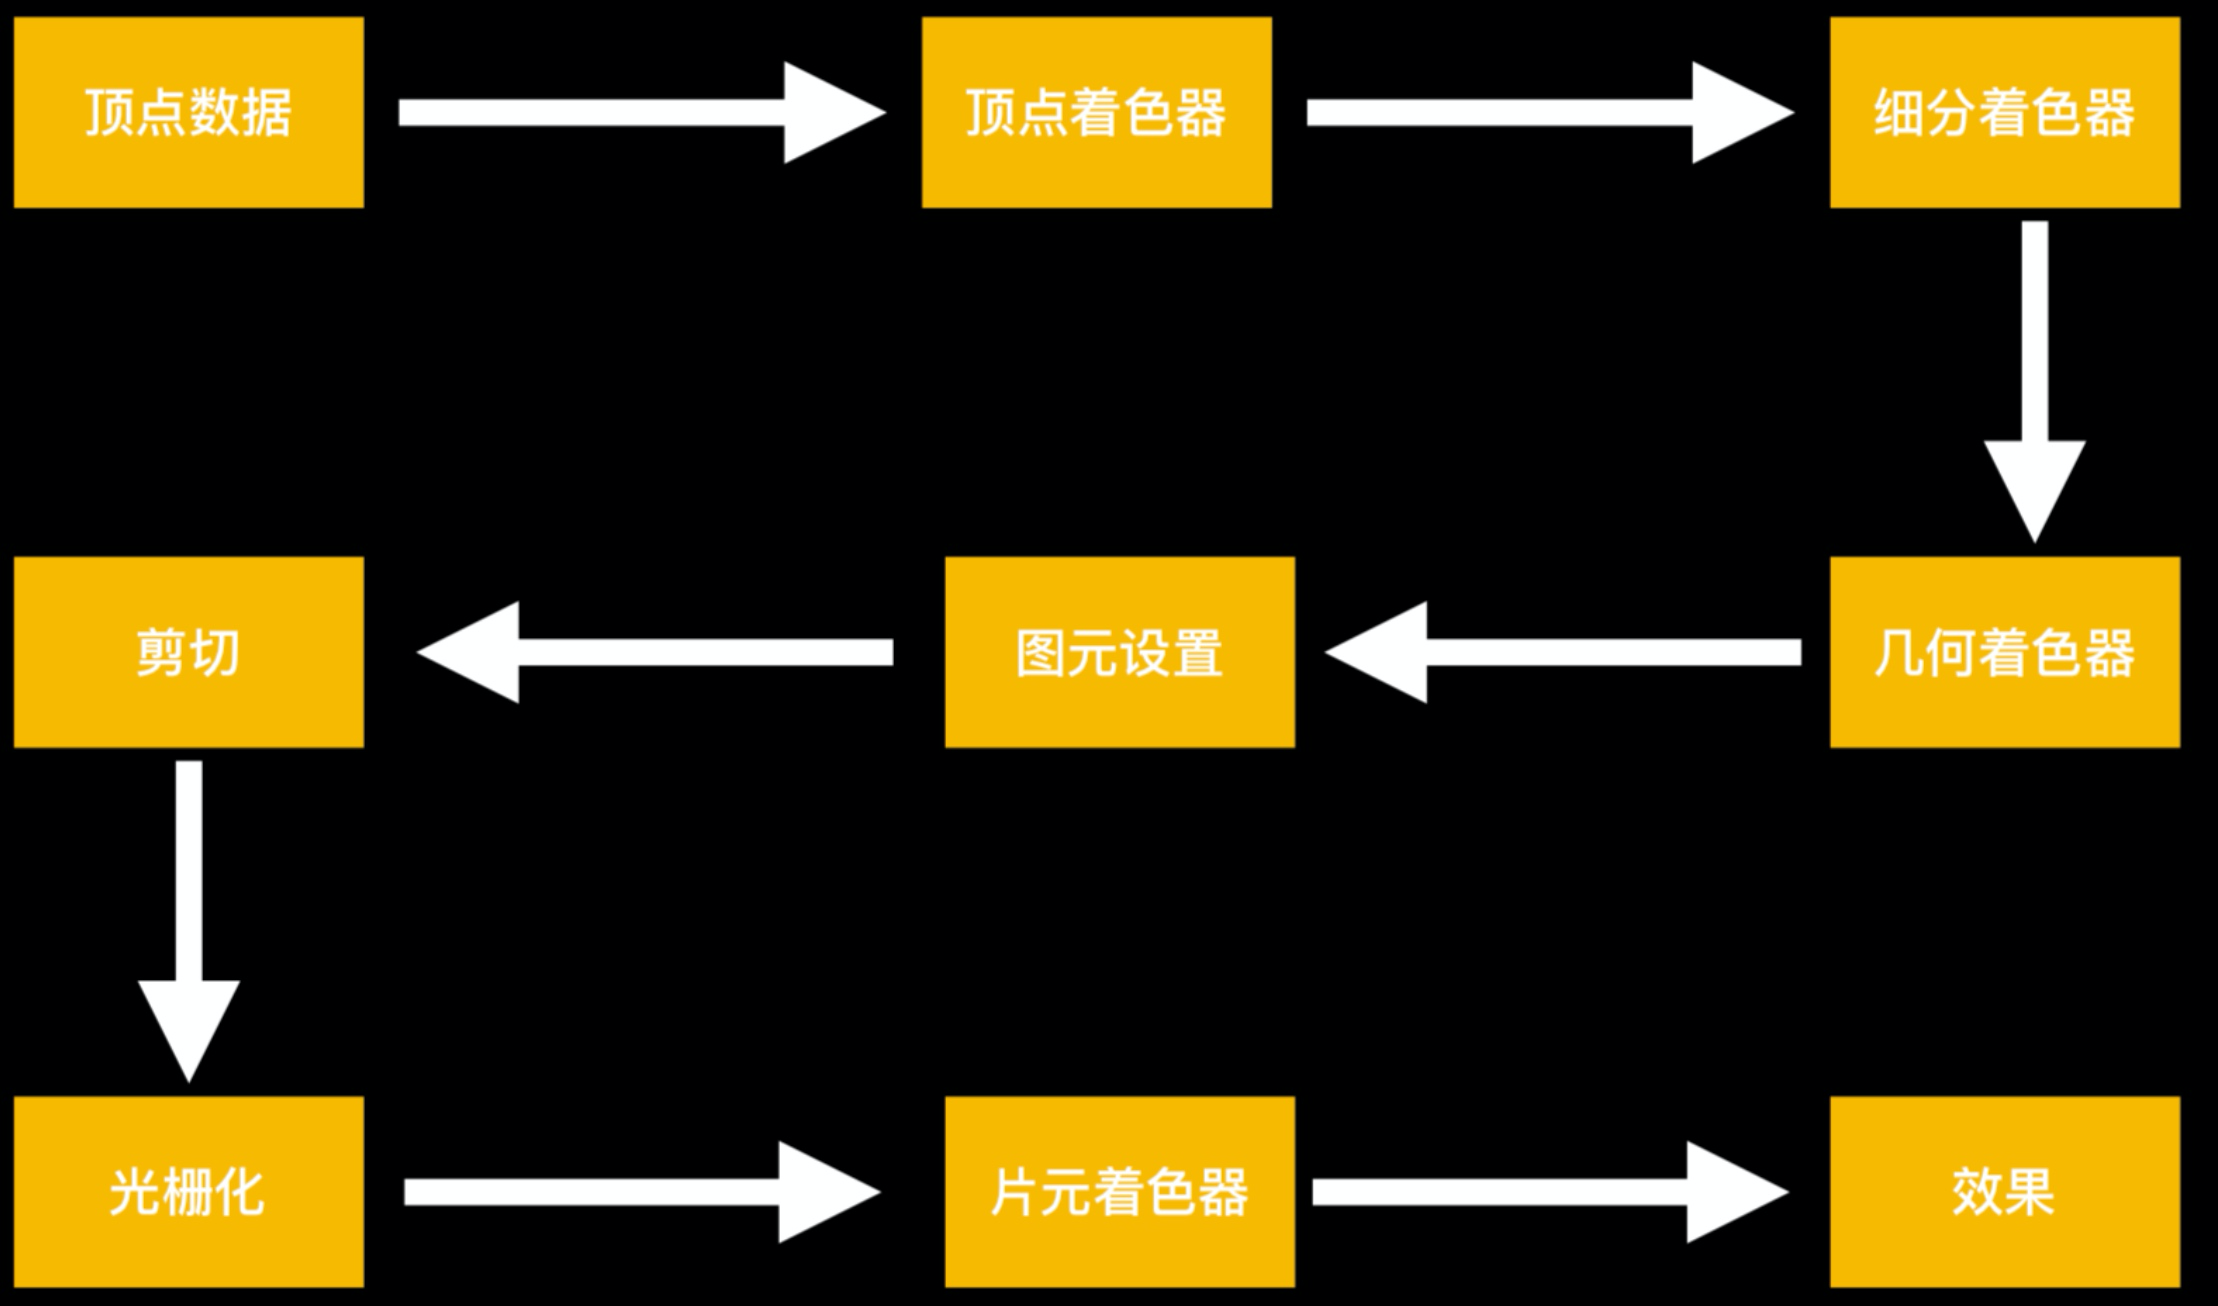 顶点数据
顶点着色器
细分着色器
几何着色器
图元设置
剪切
光栅化
片元着色器
效果